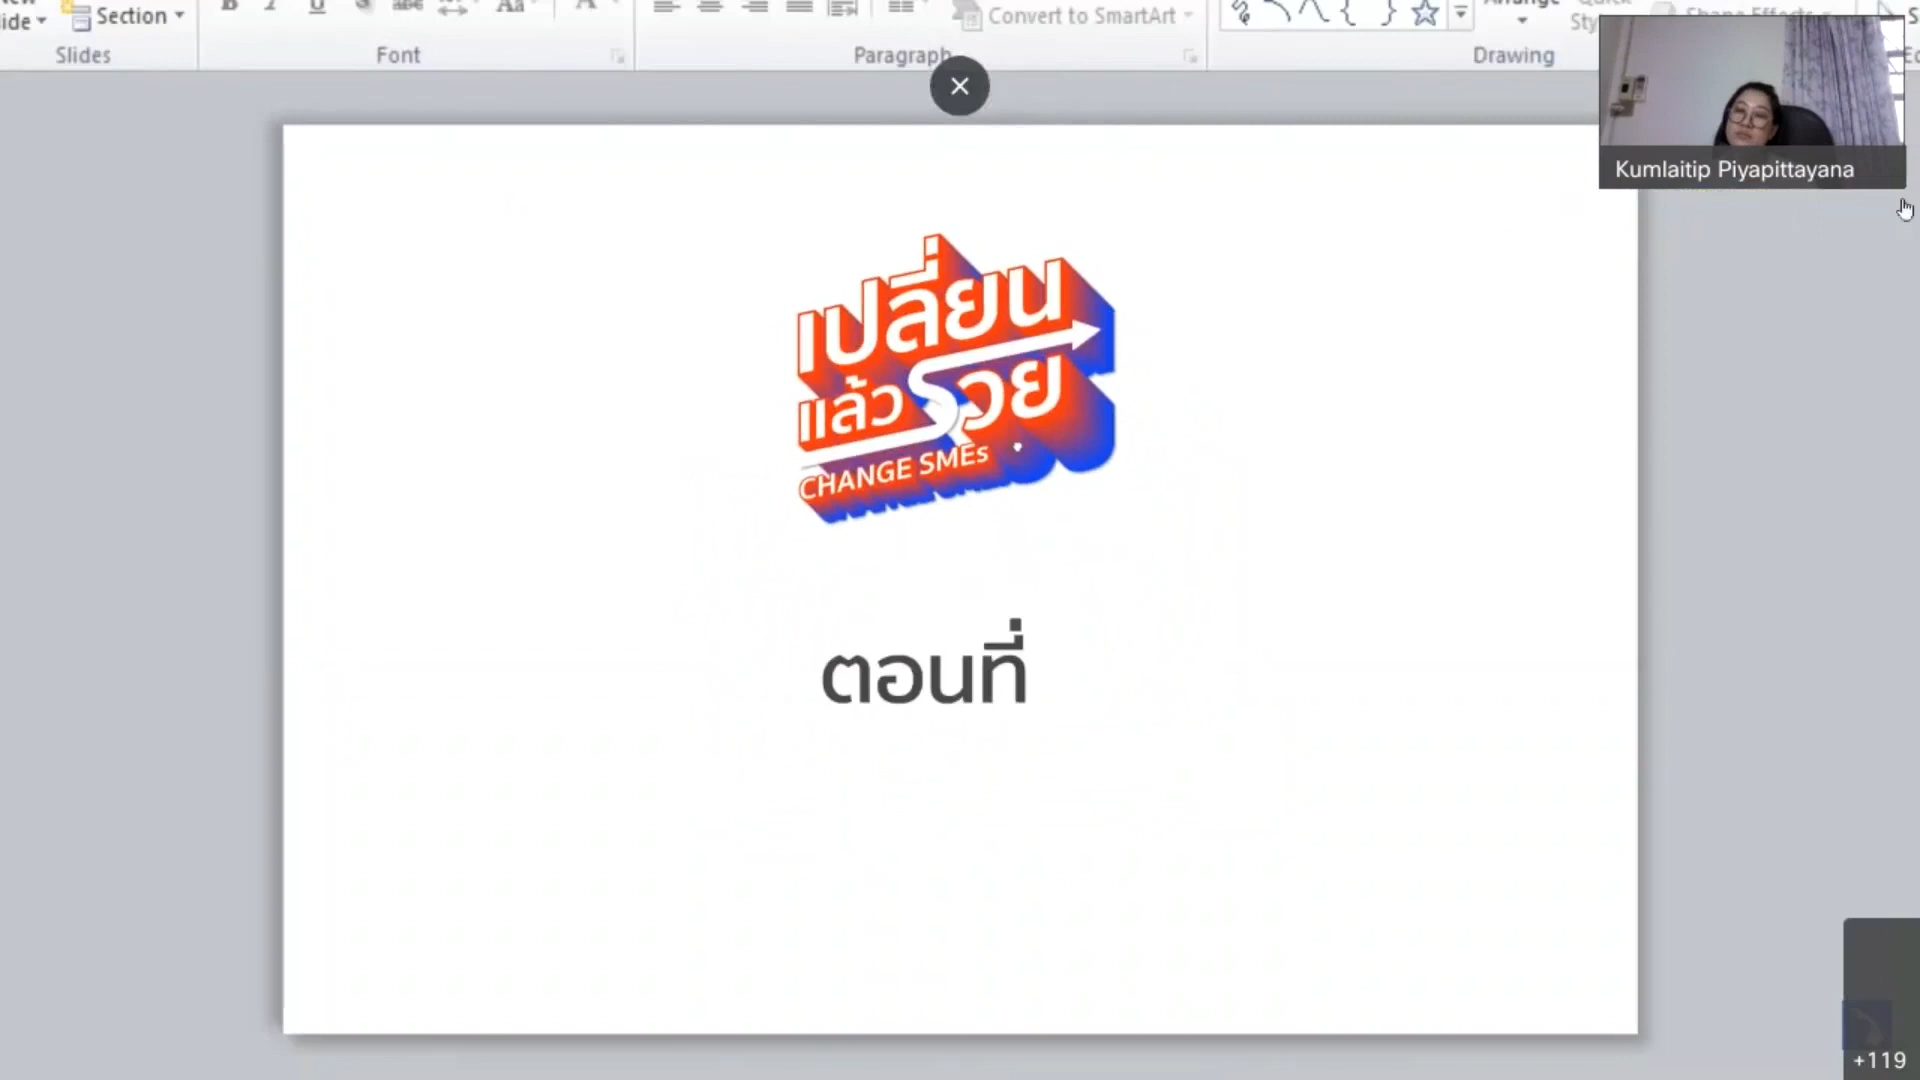 Section
Convert to SmartArt
Slides
Font
Paragraph
Drawing
Kumlaitip Piyapittayana
เปลี่ยน
แล้วรวย
CHANGE SMEs
ตอนที่
+119